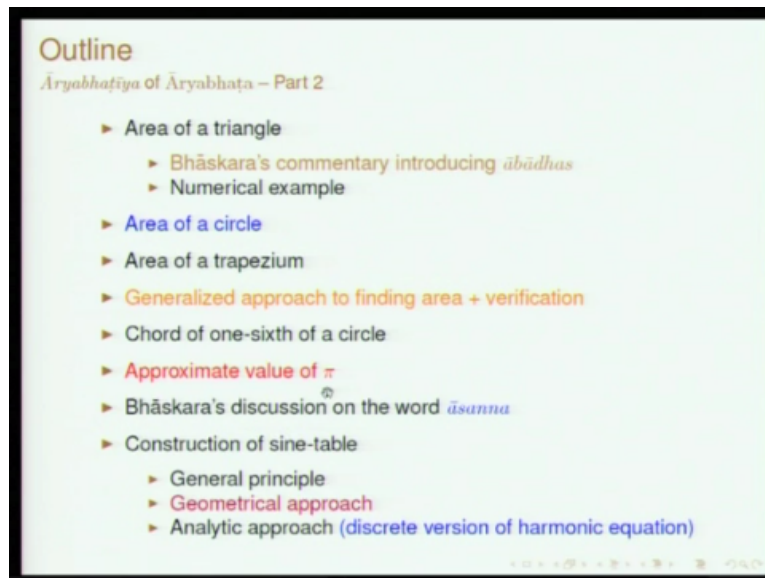 Outline
Āryabhaṭīya of Āryabhaṭa – Part 2
► Area of a triangle
► Bhāskara's commentary introducing ābādhas
► Numerical example
► Area of a circle
► Area of a trapezium
► Generalized approach to finding area + verification
► Chord of one-sixth of a circle
► Approximate value of π
► Bhāskara's discussion on the word āsanna
► Construction of sine-table
► General principle
► Geometrical approach
► Analytic approach (discrete version of harmonic equation)